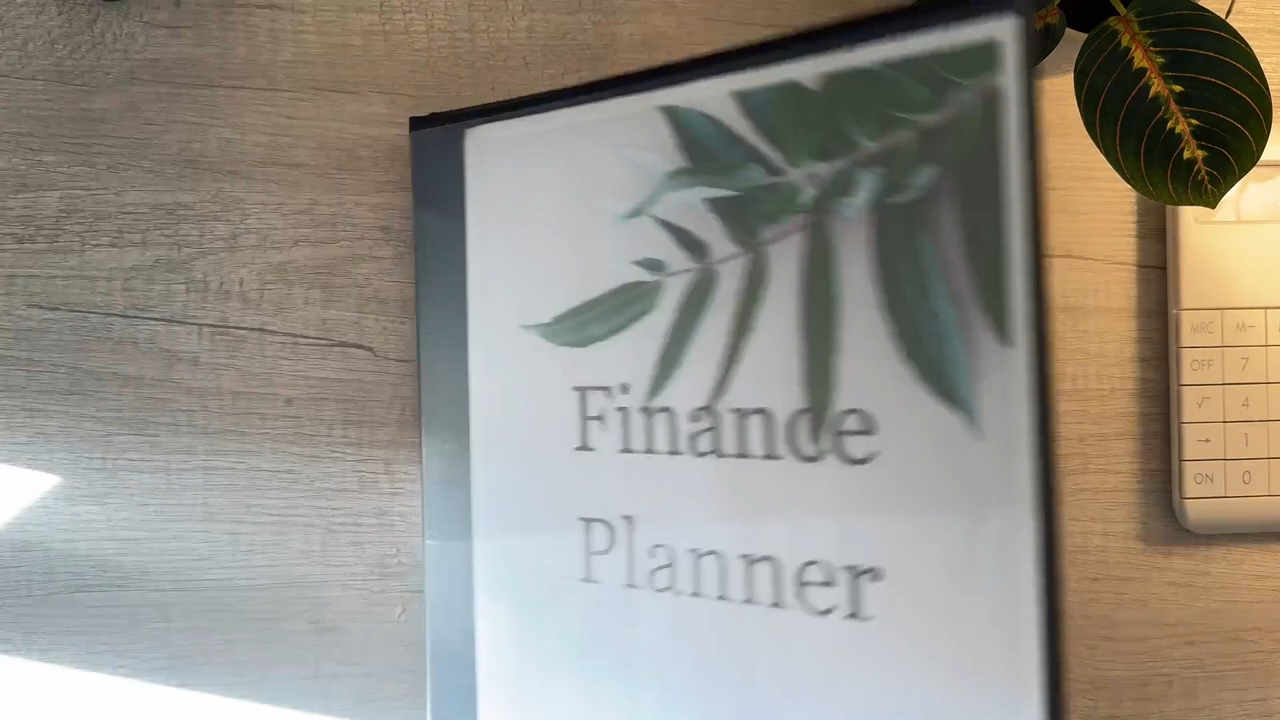 Finance
Planner
MRC M−
OFF 7
√ 4
→ 1
ON 0